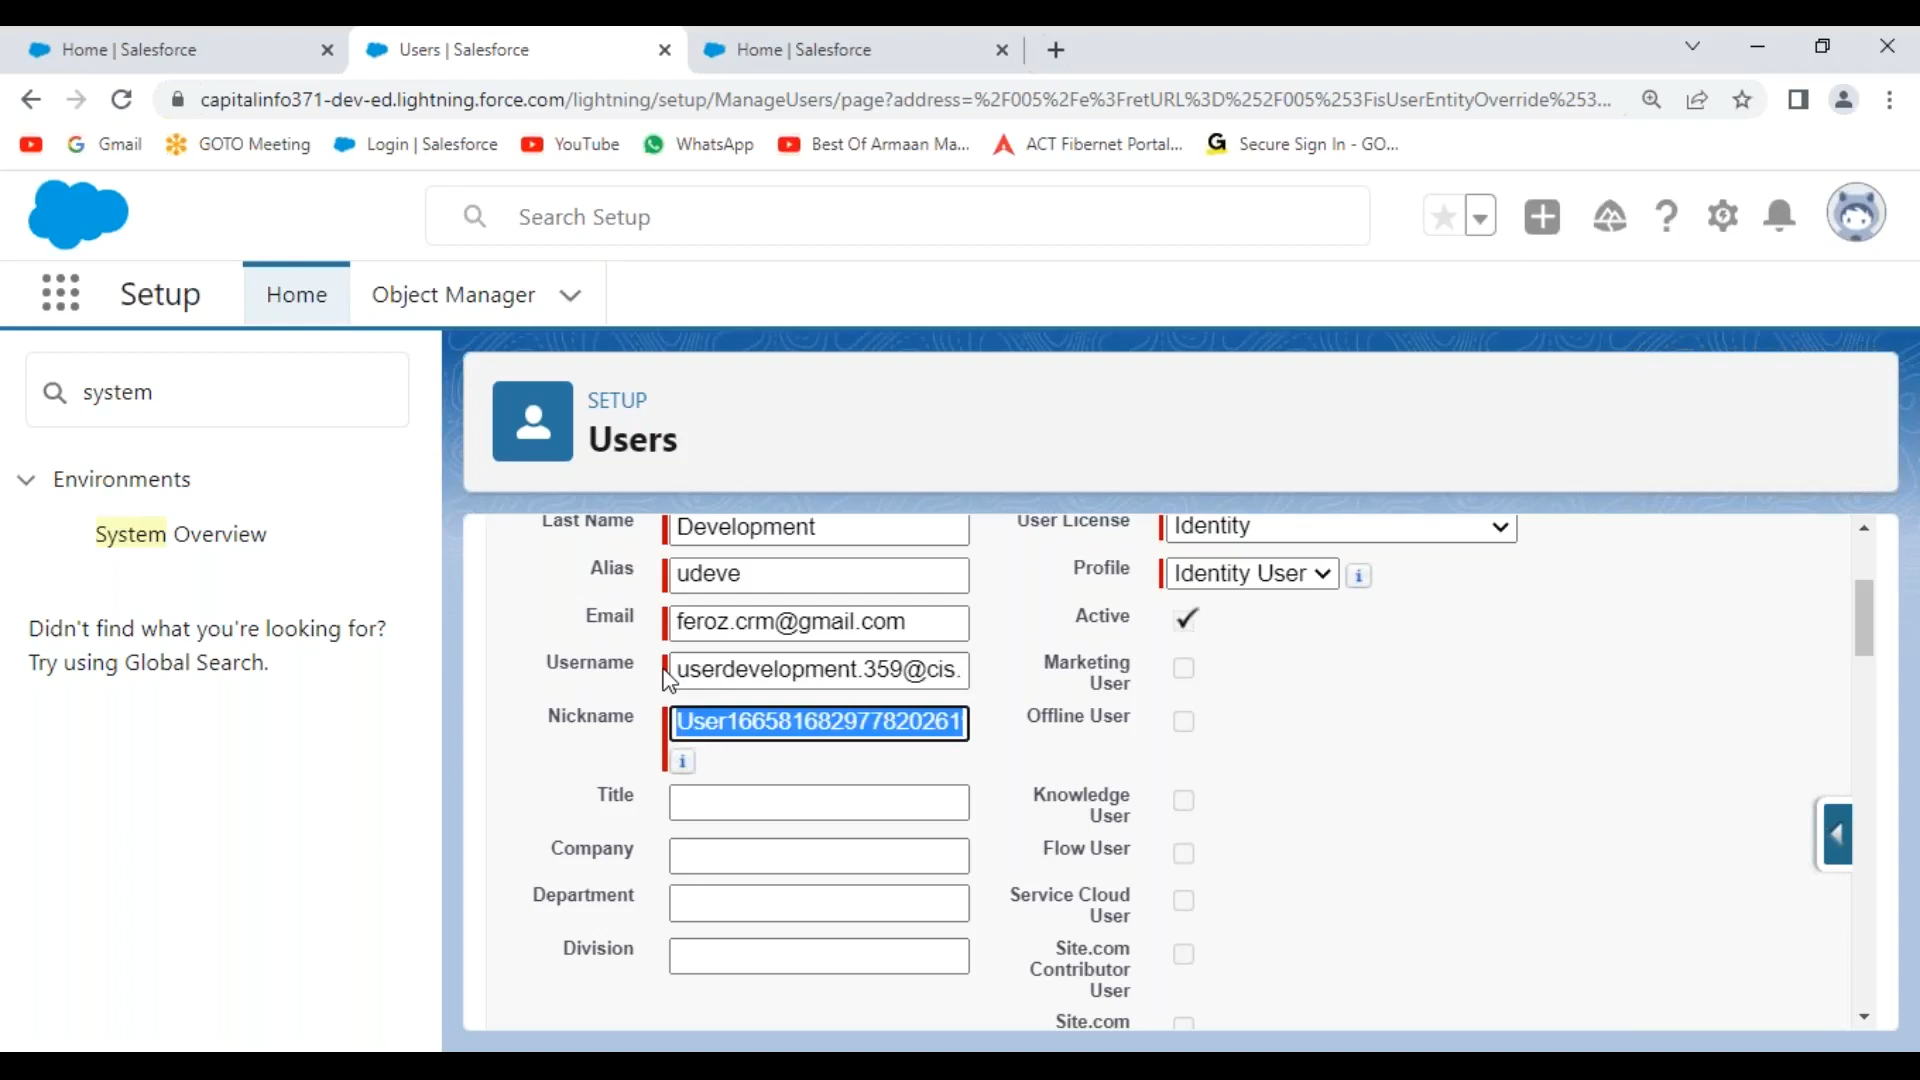 Home | Salesforce
Users | Salesforce
Home | Salesforce
capitalinfo371-dev-ed.lightning.force.com/lightning/setup/ManageUsers/page?address=%2F005%2Fe%3FretURL%3D%252F005%253FisUserEntityOverride%253...
Gmail GOTO Meeting Login | Salesforce YouTube WhatsApp Best Of Armaan Ma... ACT Fibernet Portal... Secure Sign In - GO...
Search Setup
Setup Home Object Manager
system
Environments
System Overview
Didn't find what you're looking for?
Try using Global Search.
SETUP
Users
Last Name Development User License Identity
Alias udeve Profile Identity User
Email feroz.crm@gmail.com Active
Username userdevelopment.359@cis. Marketing User
Nickname User1665816829778202619 Offline User
Title Knowledge User
Company Flow User
Department Service Cloud User
Division Site.com Contributor User
Site.com